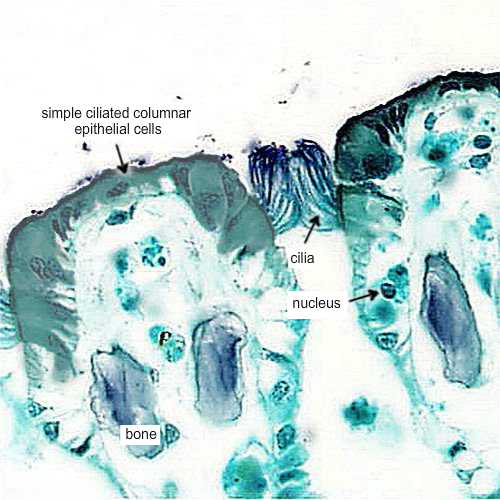 simple ciliated columnar
epithelial cells
cilia
nucleus
bone